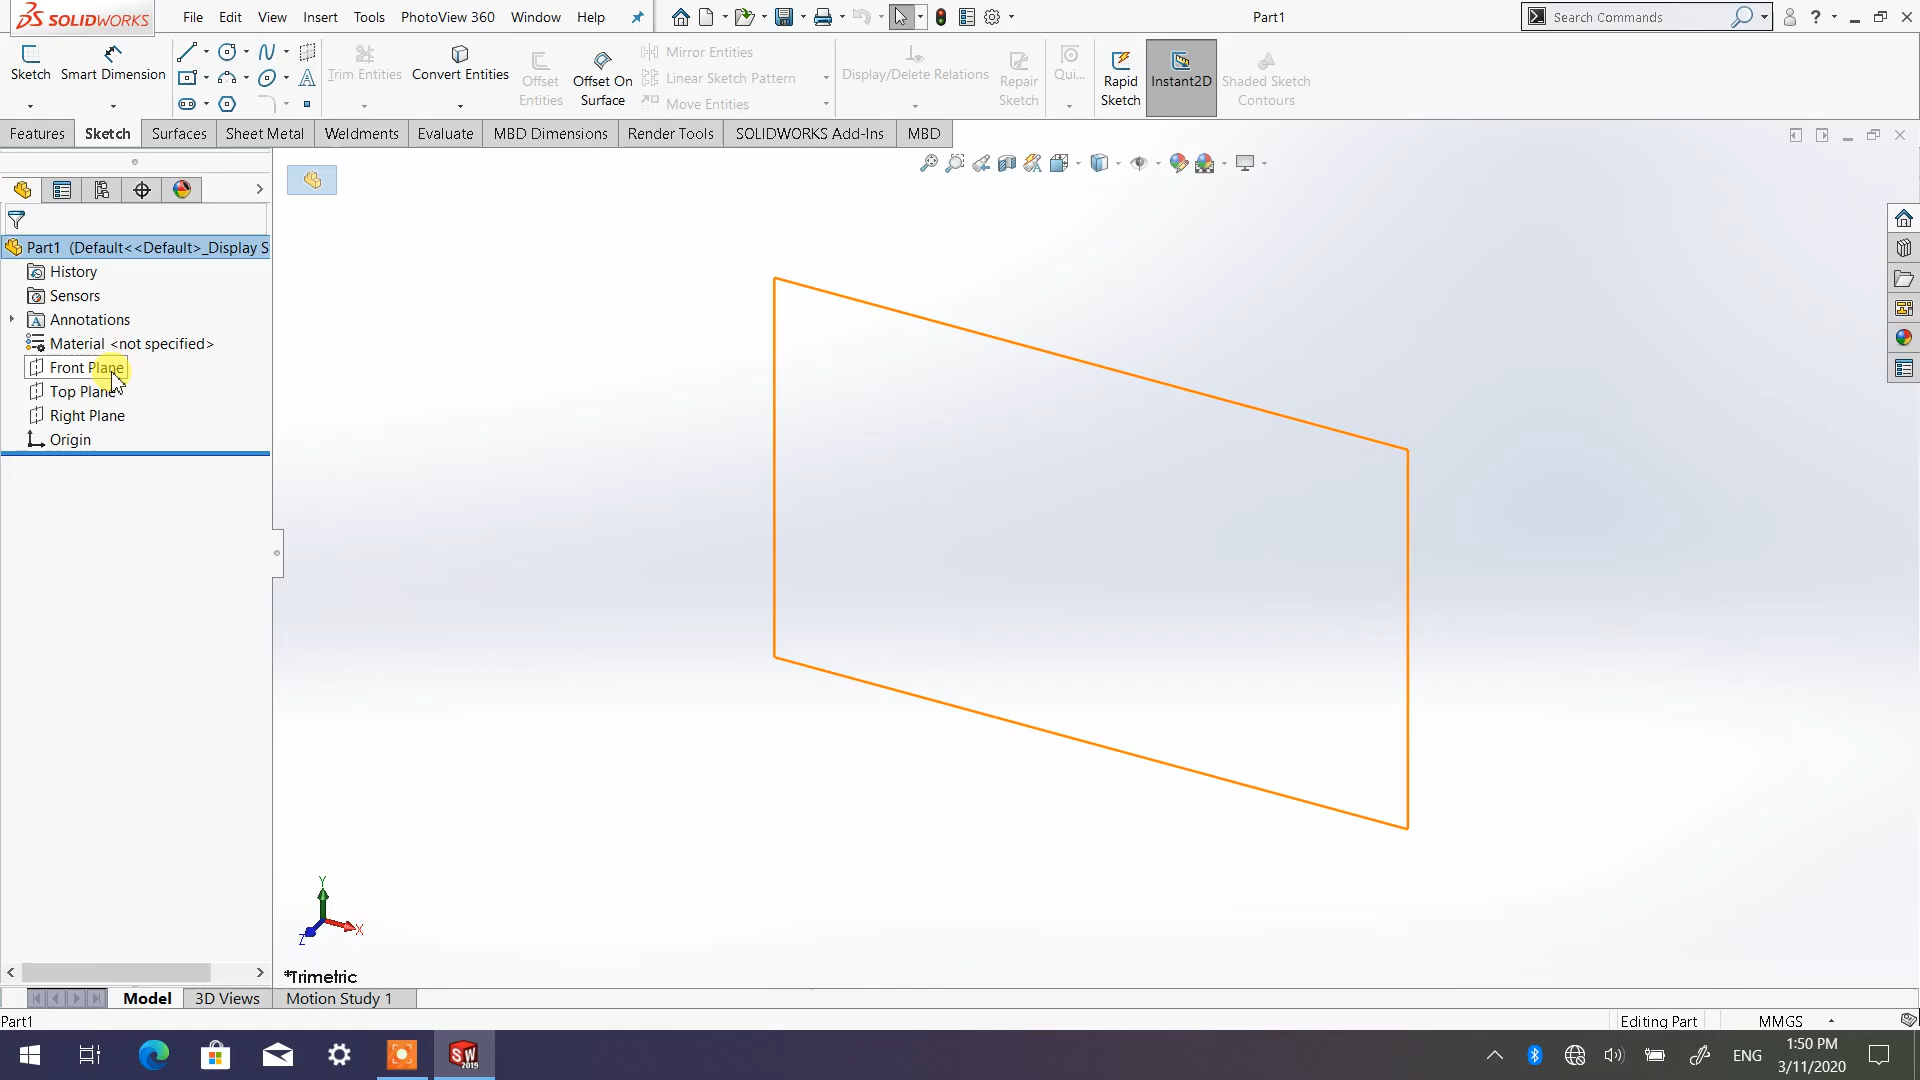 SOLIDWORKS
File Edit View Insert Tools PhotoView 360 Window Help
Part1
Search Commands
Sketch
Smart Dimension
Trim Entities
Convert Entities
Offset Entities
Offset On Surface
Mirror Entities
Linear Sketch Pattern
Move Entities
Display/Delete Relations
Repair Sketch
Qui...
Rapid Sketch
Instant2D
Shaded Sketch Contours
Features Sketch Surfaces Sheet Metal Weldments Evaluate MBD Dimensions Render Tools SOLIDWORKS Add-Ins MBD
Part1 (Default<<Default>_Display S
History
Sensors
Annotations
Material <not specified>
Front Plane
Top Plane
Right Plane
Origin
Y
X
Z
*Trimetric
Model 3D Views Motion Study 1
Part1
Editing Part
MMGS
SW
2019
ENG
1:50 PM
3/11/2020